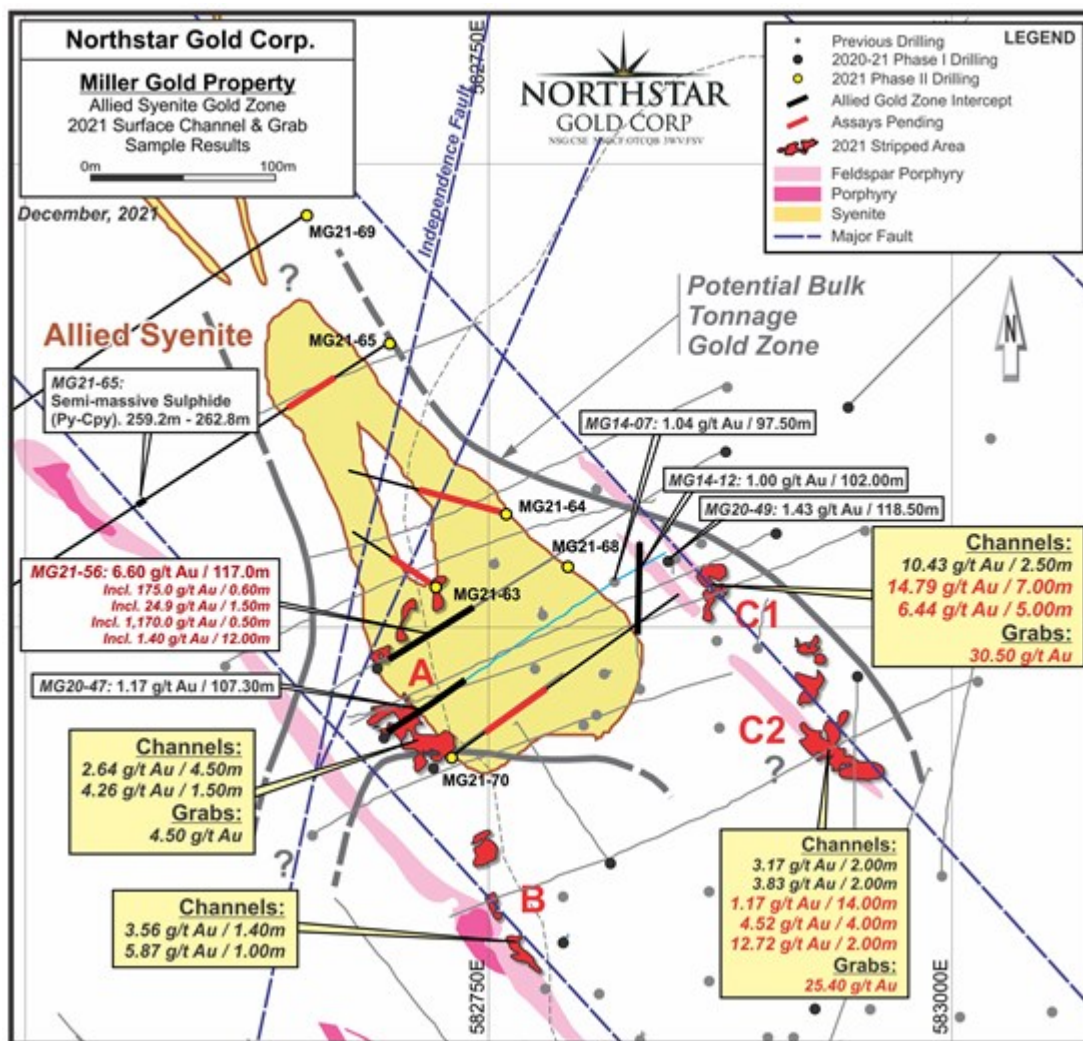 Northstar Gold Corp.
Miller Gold Property
Allied Syenite Gold Zone
2021 Surface Channel & Grab
Sample Results
0m 100m
December, 2021
582750E
NORTHSTAR
GOLD CORP
LEGEND
Previous Drilling
2020-21 Phase I Drilling
2021 Phase II Drilling
Allied Gold Zone Intercept
Assays Pending
2021 Stripped Area
Feldspar Porphyry
Porphyry
Syenite
Major Fault
N
Independence Fault
MG21-69
?
Potential Bulk
Tonnage
Gold Zone
Allied Syenite
MG21-65
MG21-65:
Semi-massive Sulphide
(Py-Cpy). 259.2m - 262.8m
MG14-07: 1.04 g/t Au / 97.50m
MG14-12: 1.00 g/t Au / 102.00m
MG20-49: 1.43 g/t Au / 118.50m
MG21-64
MG21-68
MG21-63
MG21-56: 6.60 g/t Au / 117.0m
Incl. 175.0 g/t Au / 0.60m
Incl. 24.9 g/t Au / 1.50m
Incl. 1,170.0 g/t Au / 0.50m
Incl. 1.40 g/t Au / 12.00m
Channels:
10.43 g/t Au / 2.50m
14.79 g/t Au / 7.00m
6.44 g/t Au / 5.00m
Grabs:
30.50 g/t Au
C1
A
MG20-47: 1.17 g/t Au / 107.30m
C2
?
MG21-70
Channels:
2.64 g/t Au / 4.50m
4.26 g/t Au / 1.50m
Grabs:
4.50 g/t Au
?
B
Channels:
3.56 g/t Au / 1.40m
5.87 g/t Au / 1.00m
Channels:
3.17 g/t Au / 2.00m
3.83 g/t Au / 2.00m
1.17 g/t Au / 14.00m
4.52 g/t Au / 4.00m
12.72 g/t Au / 2.00m
Grabs:
25.40 g/t Au
582750E
583000E